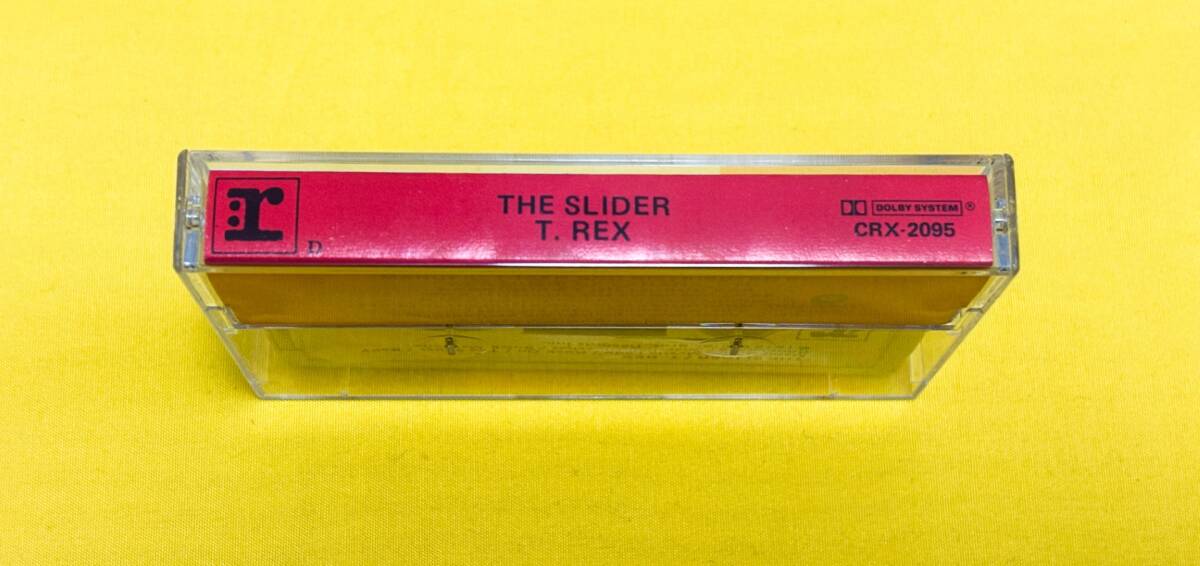 :r
D
THE SLIDER
T. REX
DOLBY SYSTEM ®
CRX-2095